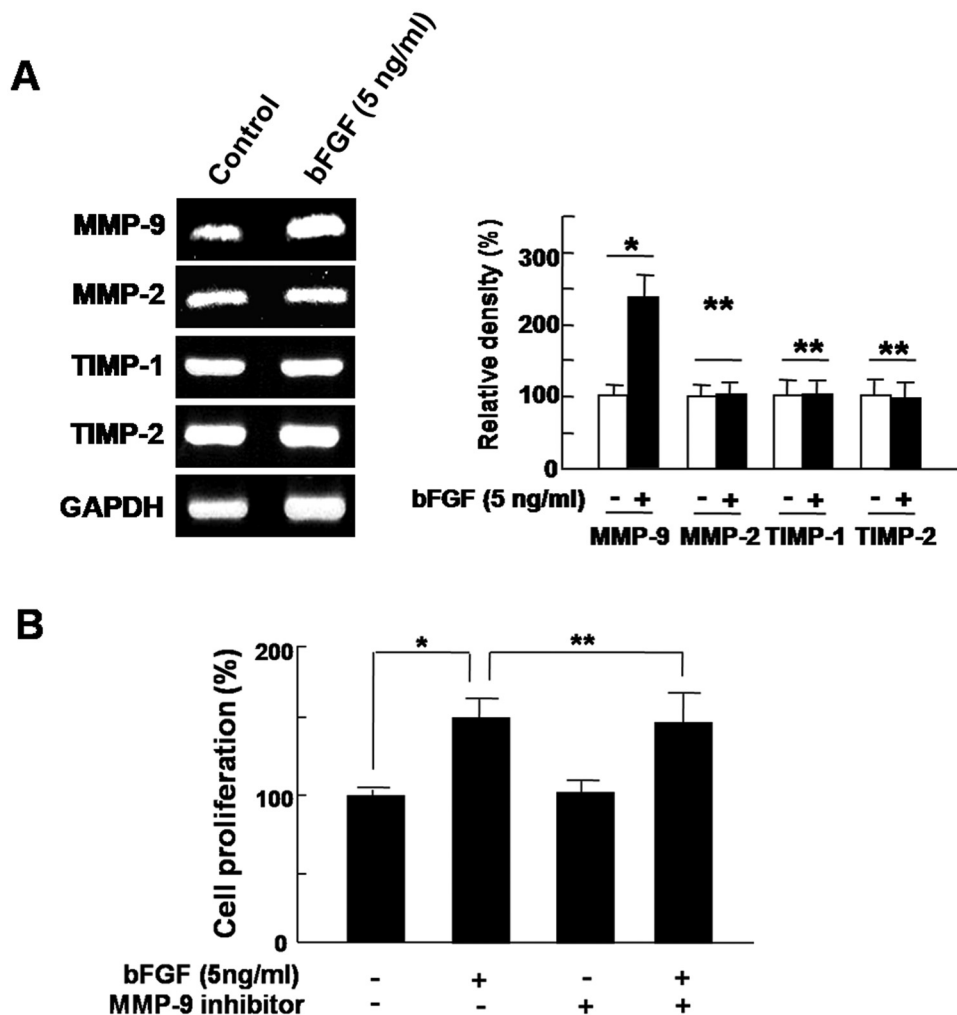 A
Control
bFGF (5 ng/ml)
MMP-9
MMP-2
TIMP-1
TIMP-2
GAPDH
Relative density (%)
300
200
100
0
*
**
**
**
bFGF (5 ng/ml)
- + - + - + - +
MMP-9 MMP-2 TIMP-1 TIMP-2
B
Cell proliferation (%)
200
100
0
* **
bFGF (5ng/ml) - + - +
MMP-9 inhibitor - - + +